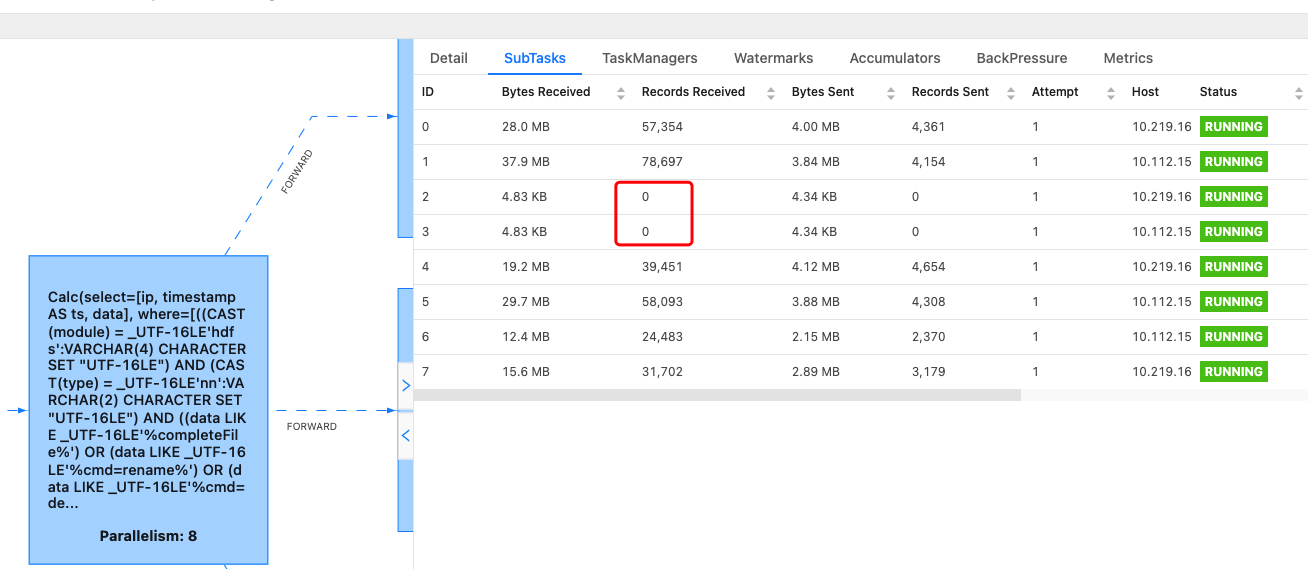 Detail SubTasks TaskManagers Watermarks Accumulators BackPressure Metrics
ID Bytes Received Records Received Bytes Sent Records Sent Attempt Host Status
0 28.0 MB 57,354 4.00 MB 4,361 1 10.219.16 RUNNING
1 37.9 MB 78,697 3.84 MB 4,154 1 10.112.15 RUNNING
2 4.83 KB 0 4.34 KB 0 1 10.219.16 RUNNING
3 4.83 KB 0 4.34 KB 0 1 10.112.15 RUNNING
4 19.2 MB 39,451 4.12 MB 4,654 1 10.219.16 RUNNING
5 29.7 MB 58,093 3.88 MB 4,308 1 10.112.15 RUNNING
6 12.4 MB 24,483 2.15 MB 2,370 1 10.112.15 RUNNING
7 15.6 MB 31,702 2.89 MB 3,179 1 10.219.16 RUNNING
FORWARD
Calc(select=[ip, timestamp
AS ts, data], where=[((CAST
(module) = _UTF-16LE'hdf
s':VARCHAR(4) CHARACTER
SET "UTF-16LE") AND (CAS
T(type) = _UTF-16LE'nn':VA
RCHAR(2) CHARACTER SET
"UTF-16LE") AND ((data LIK
E _UTF-16LE'%completeFil
e%') OR (data LIKE _UTF-16
LE'%cmd=rename%') OR (d
ata LIKE _UTF-16LE'%cmd=
de...
Parallelism: 8
FORWARD